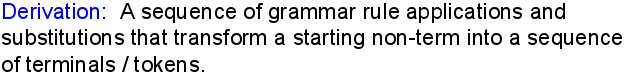 Derivation: A sequence of grammar rule applications and
substitutions that transform a starting non-term into a sequence
of terminals / tokens.